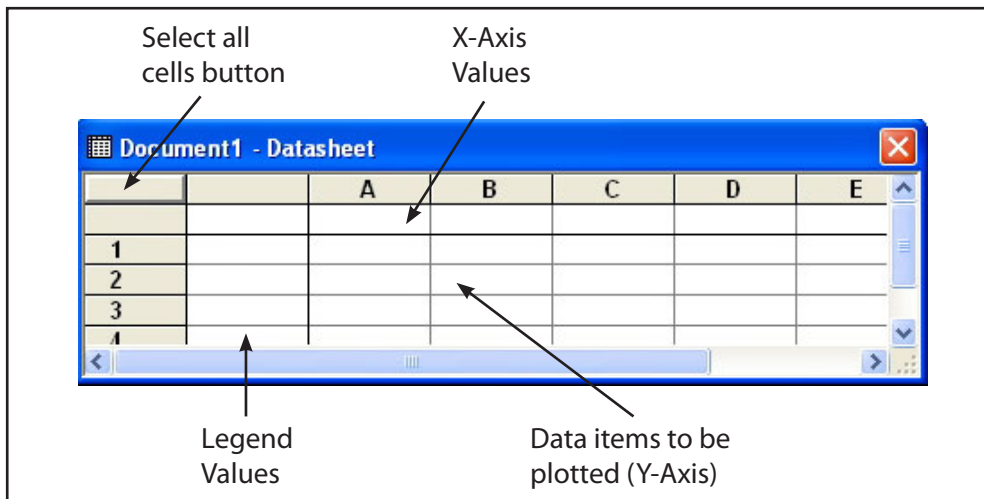 Select all
cells button
X-Axis
Values
Document1 - Datasheet
A B C D E
1
2
3
4
Legend
Values
Data items to be
plotted (Y-Axis)